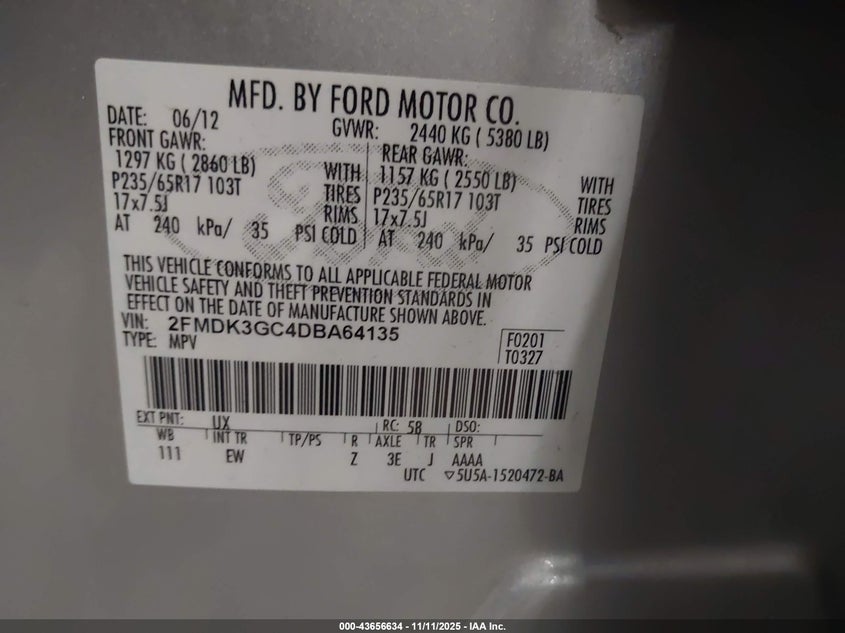 MFD. BY FORD MOTOR CO.
DATE: 06/12 GVWR: 2440 KG ( 5380 LB)
FRONT GAWR: REAR GAWR:
1297 KG ( 2860 LB) WITH 1157 KG ( 2550 LB) WITH
P235/65R17 103T TIRES P235/65R17 103T TIRES
17x7.5J RIMS 17x7.5J RIMS
AT 240 kPa/ 35 PSI COLD AT 240 kPa/ 35 PSI COLD
Ford
THIS VEHICLE CONFORMS TO ALL APPLICABLE FEDERAL MOTOR
VEHICLE SAFETY AND THEFT PREVENTION STANDARDS IN
EFFECT ON THE DATE OF MANUFACTURE SHOWN ABOVE.
VIN: 2FMDK3GC4DBA64135
TYPE: MPV
F0201
T0327
EXT PNT: UX RC: 58 DSO:
WB INT TR TP/PS R AXLE TR SPR
111 EW Z 3E J AAAA
UTC ▽5U5A-1520472-BA
000-43656634 - 11/11/2025 - IAA Inc.